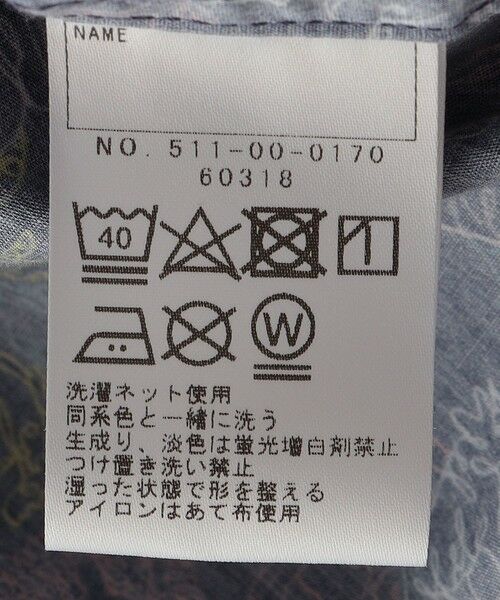 NAME
NO. 511-00-0170
60318
40
W
洗濯ネット使用
同系色と一緒に洗う
生成り、淡色は蛍光増白剤禁止
つけ置き洗い禁止
湿った状態で形を整える
アイロンはあて布使用